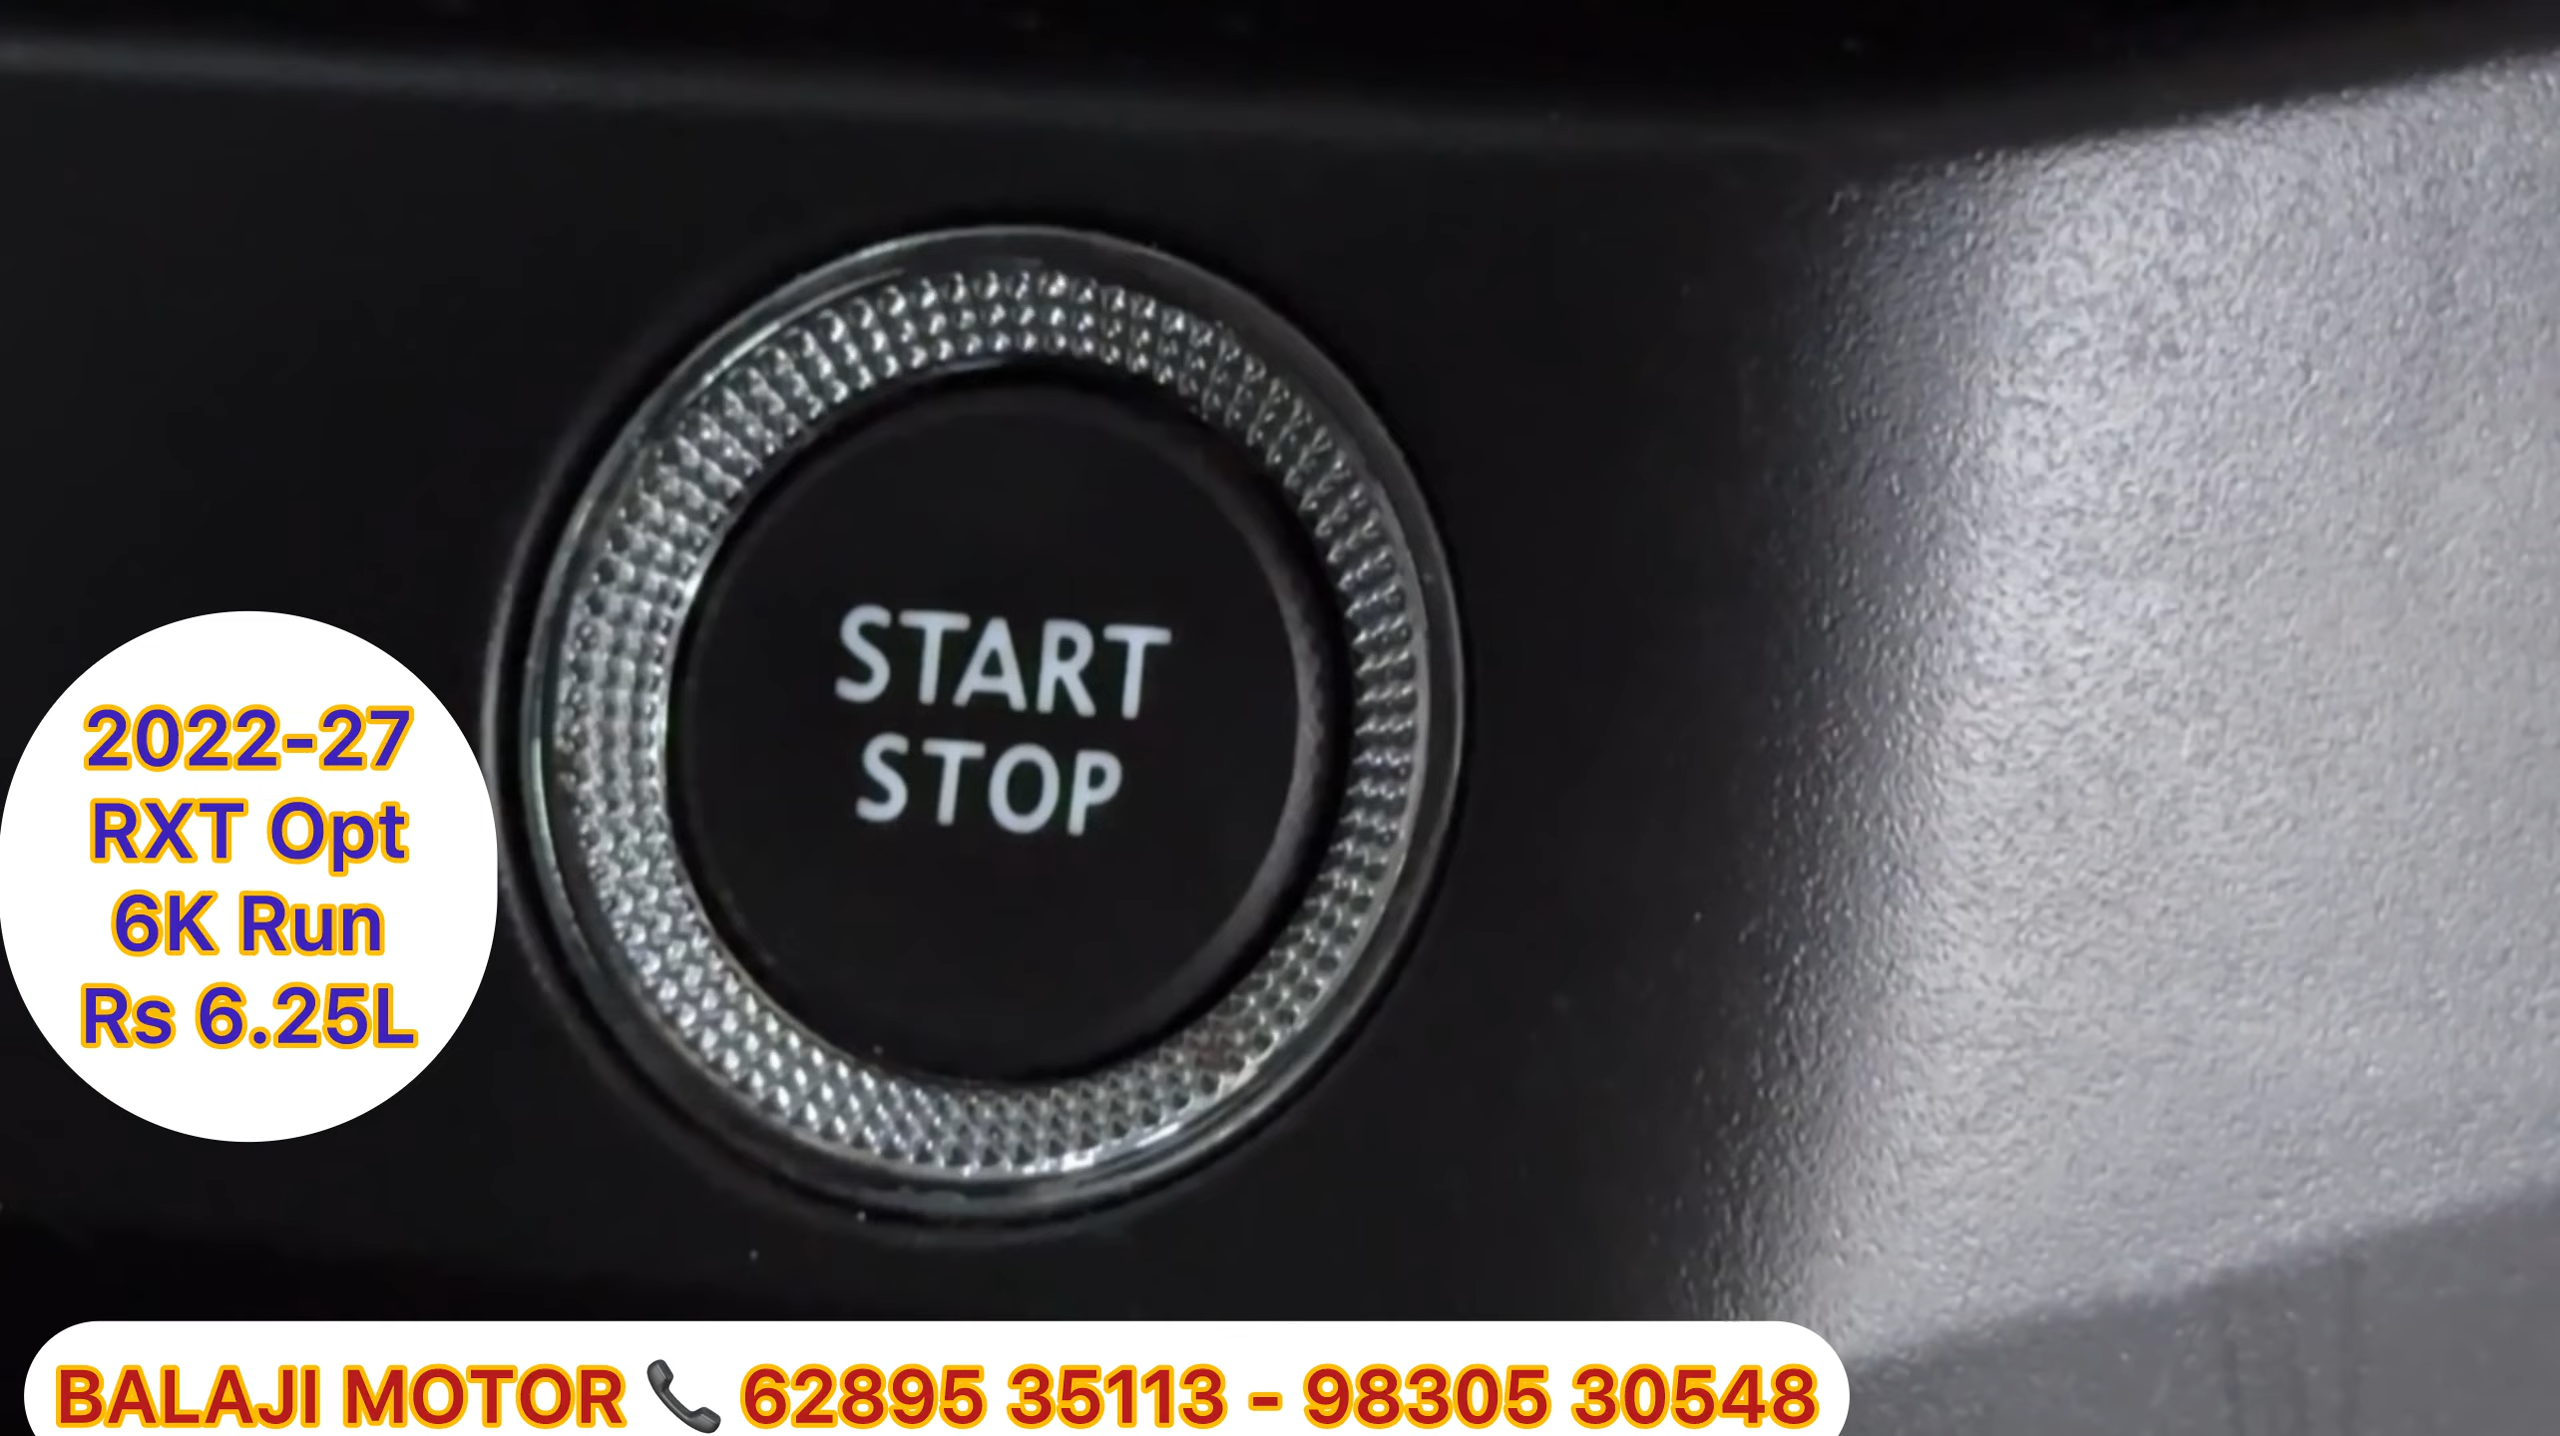 START
STOP
2022-27
RXT Opt
6K Run
Rs 6.25L
BALAJI MOTOR 📞 62895 35113 - 98305 30548